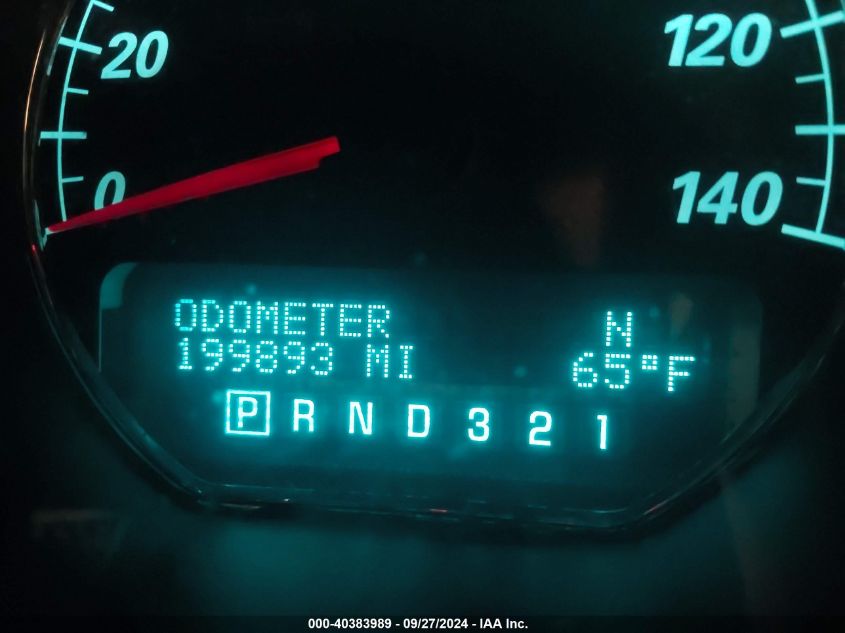 20
120
0
140
ODOMETER N
199893 MI 65°F
P R N D 3 2 1
000-40383989 - 09/27/2024 - IAA Inc.